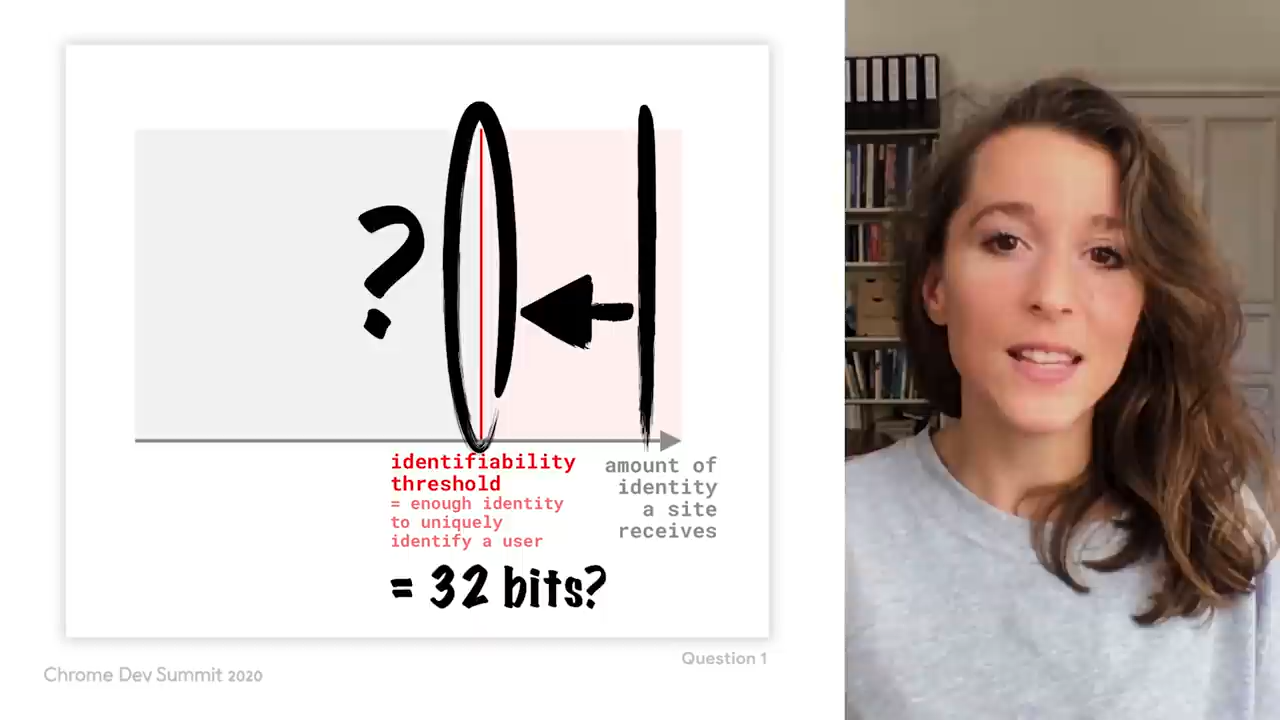 ?
identifiability
threshold
= enough identity
to uniquely
identify a user
= 32 bits?
amount of
identity
a site
receives
Question 1
Chrome Dev Summit 2020